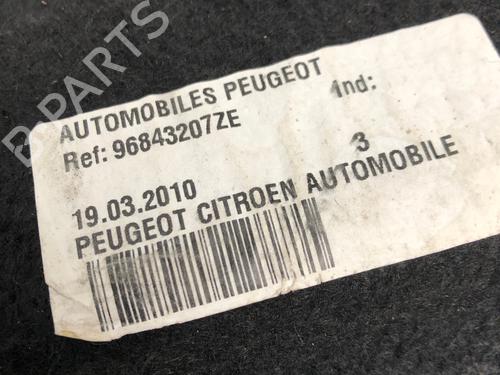 B PARTS
AUTOMOBILES PEUGEOT
Ref: 96843207ZE
Ind:
3
19.03.2010
PEUGEOT CITROEN AUTOMOBILE